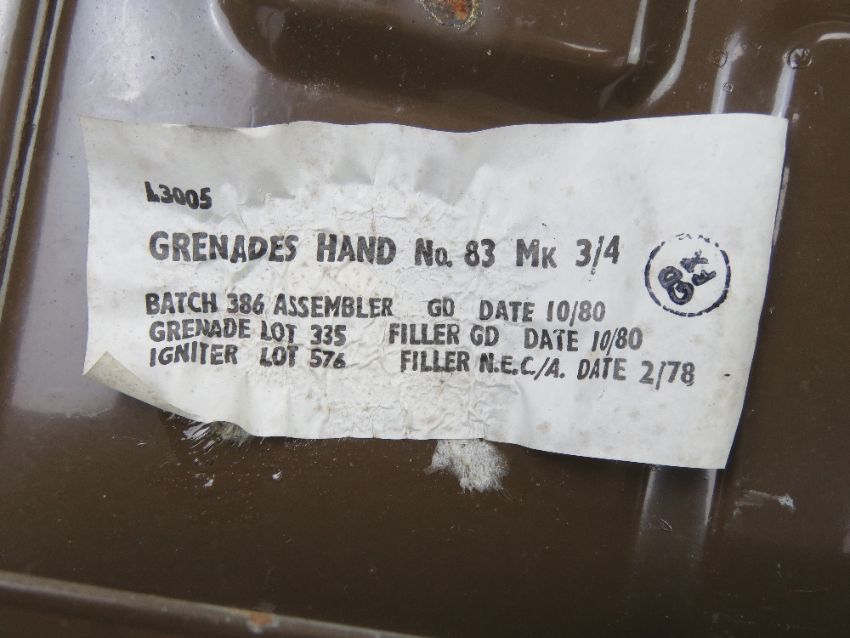 L3005
GRENADES HAND No. 83 MK 3/4
BATCH 386 ASSEMBLER GD DATE 10/80
GRENADE LOT 335 FILLER GD DATE 10/80
IGNITER LOT 576 FILLER N.E.C./A. DATE 2/78